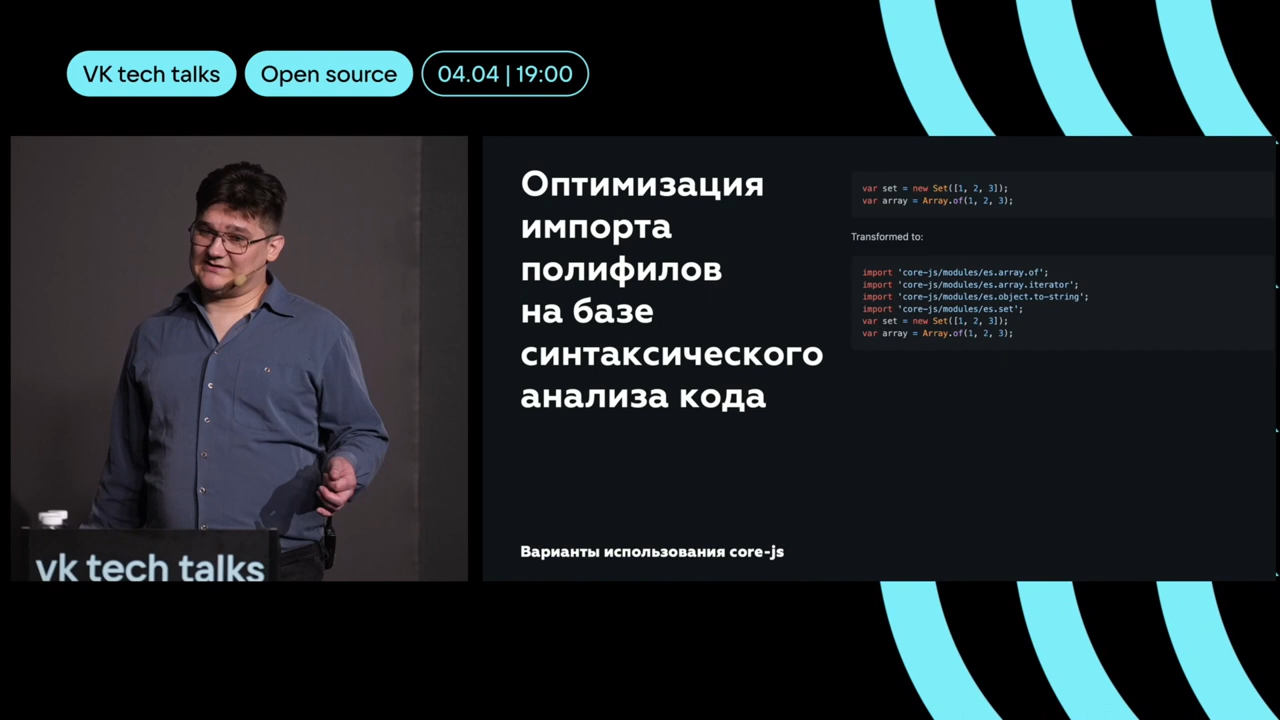 VK tech talks
Open source
04.04 | 19:00
Оптимизация
импорта
полифилов
на базе
синтаксического
анализа кода
var set = new Set([1, 2, 3]);
var array = Array.of(1, 2, 3);
Transformed to:
import 'core-js/modules/es.array.of';
import 'core-js/modules/es.array.iterator';
import 'core-js/modules/es.object.to-string';
import 'core-js/modules/es.set';
var set = new Set([1, 2, 3]);
var array = Array.of(1, 2, 3);
Варианты использования core-js
vk tech talks